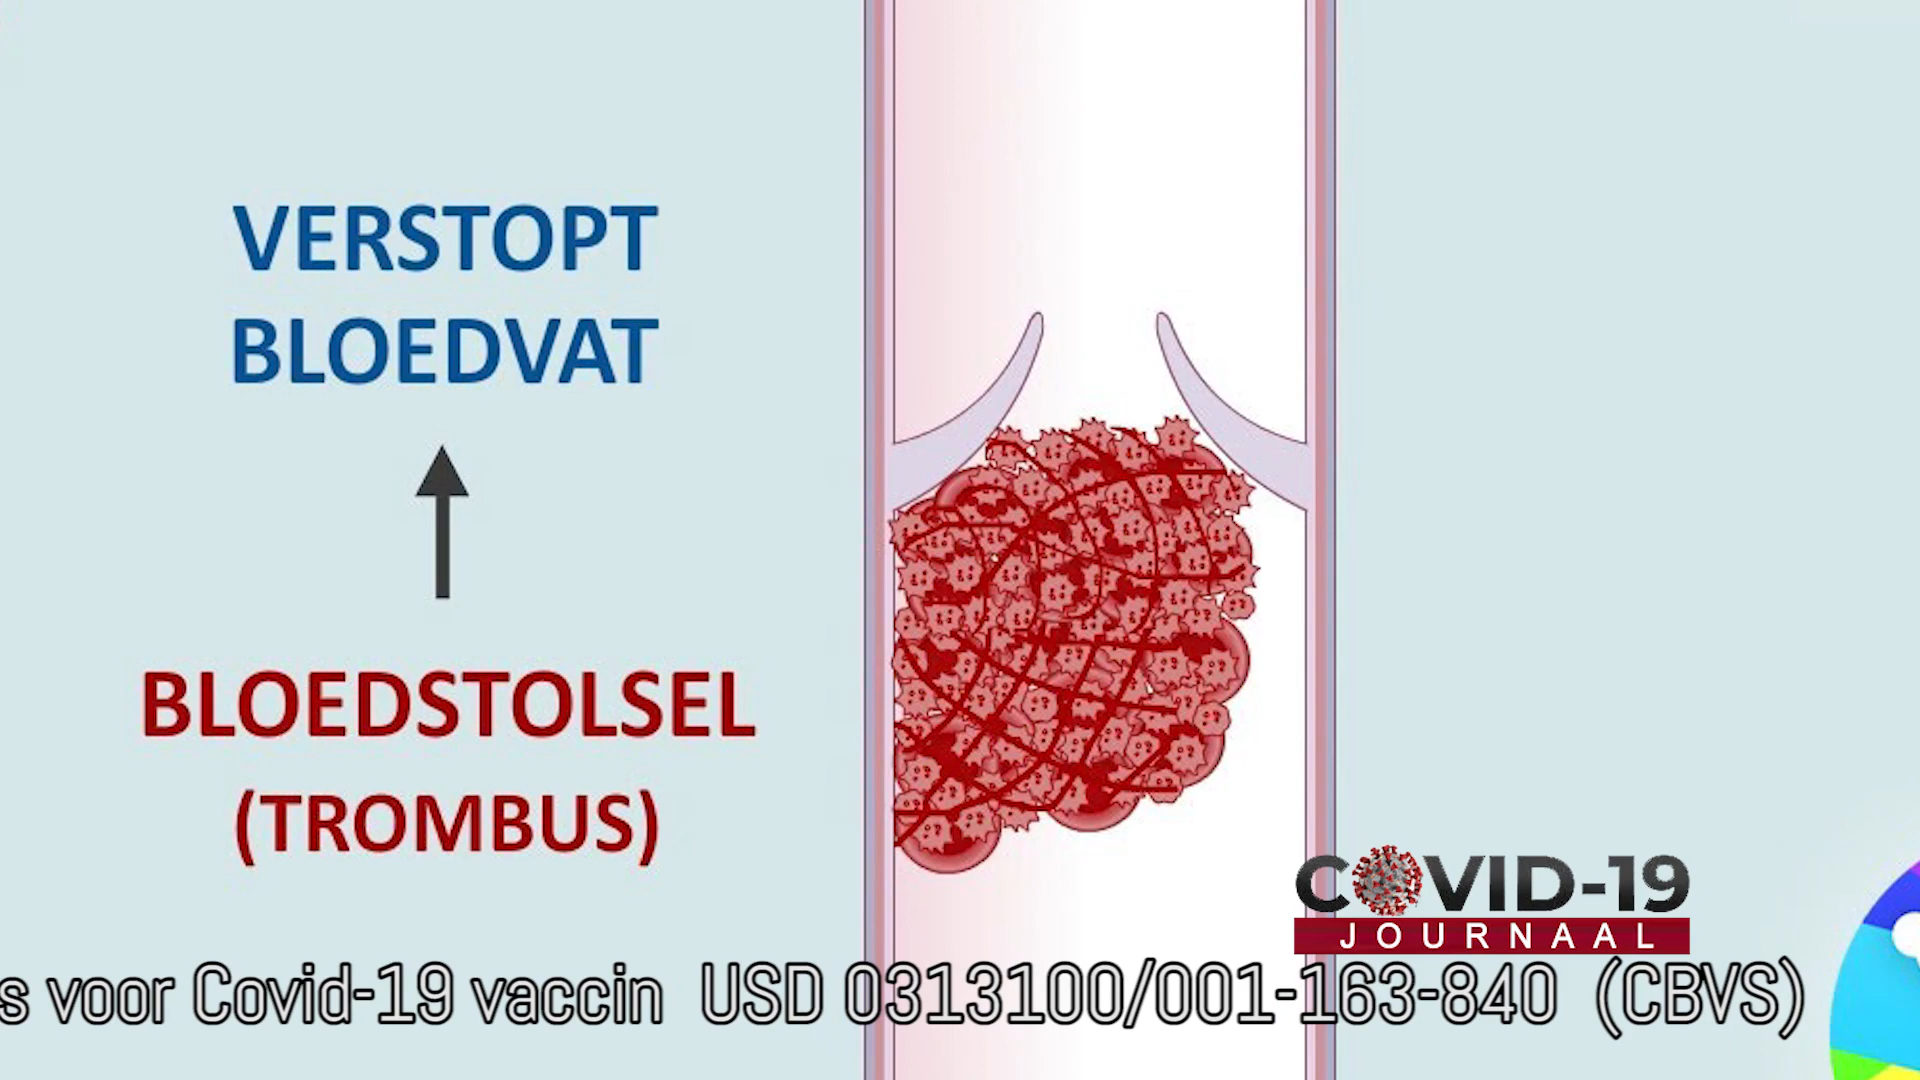 VERSTOPT
BLOEDVAT
BLOEDSTOLSEL
(TROMBUS)
COVID-19
JOURNAAL
s voor Covid-19 vaccin USD 0313100/001-163-840 (CBVS)